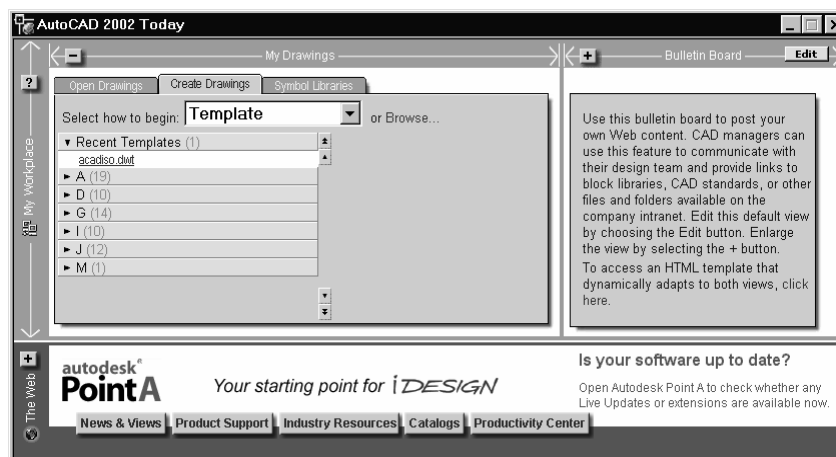 AutoCAD 2002 Today
My Drawings
Bulletin Board
Edit
My Workplace
Open Drawings
Create Drawings
Symbol Libraries
Select how to begin: Template or Browse...
Recent Templates (1)
acadiso.dwt
A (19)
D (10)
G (14)
I (10)
J (12)
M (1)
Use this bulletin board to post your
own Web content. CAD managers can
use this feature to communicate with
their design team and provide links to
block libraries, CAD standards, or other
files and folders available on the
company intranet. Edit this default view
by choosing the Edit button. Enlarge
the view by selecting the + button.
To access an HTML template that
dynamically adapts to both views, click
here.
The Web
autodesk®
Point A
Your starting point for iDESIGN
Is your software up to date?
Open Autodesk Point A to check whether any
Live Updates or extensions are available now.
News & Views
Product Support
Industry Resources
Catalogs
Productivity Center